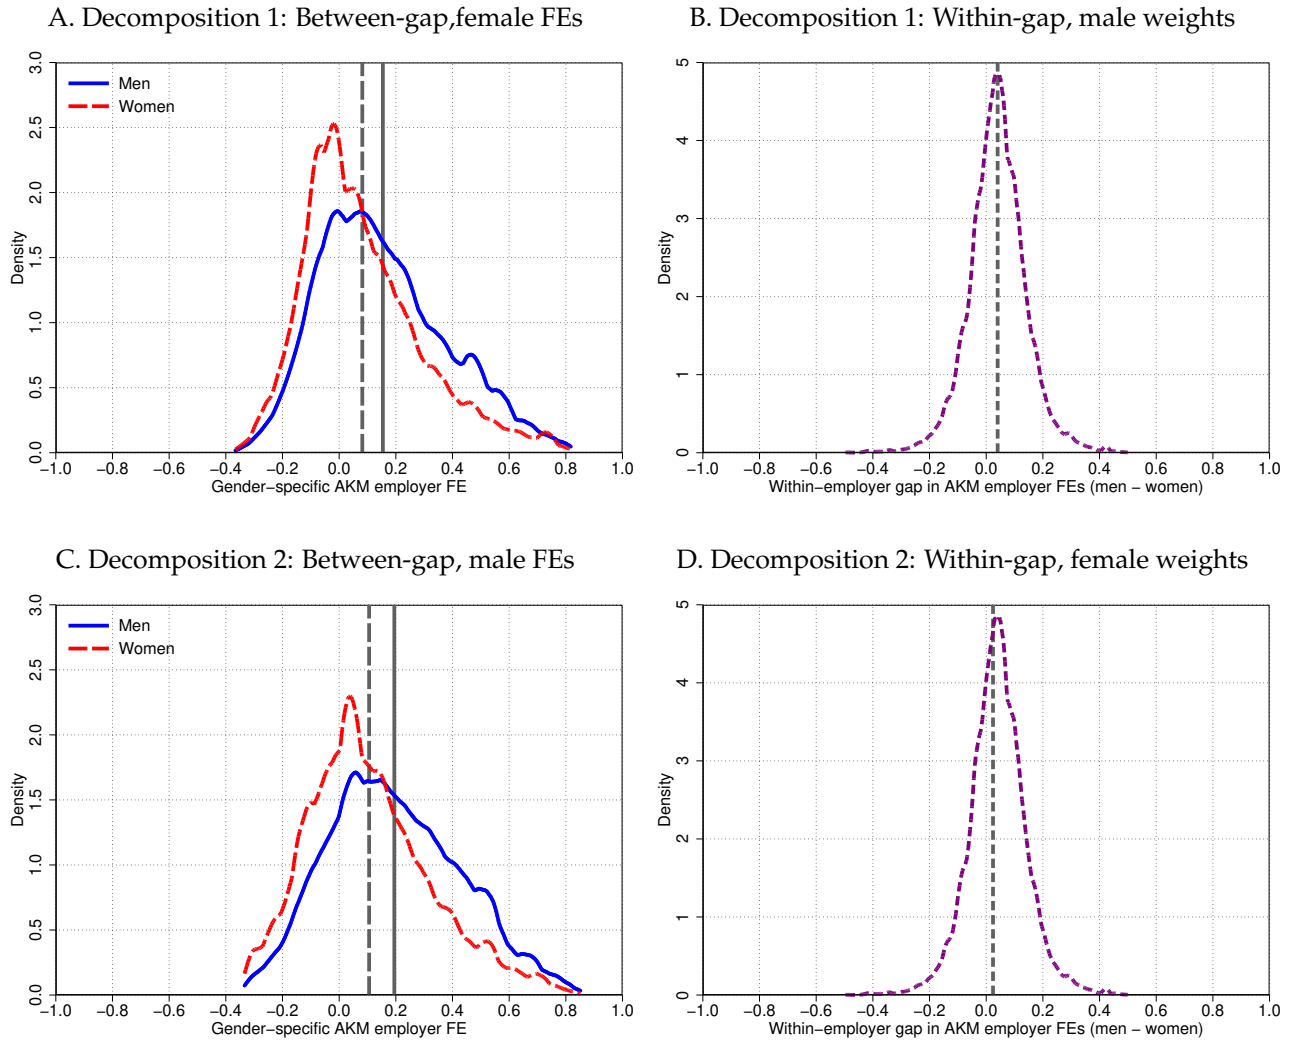 A. Decomposition 1: Between-gap,female FEs
3.0
2.5
2.0
1.5
1.0
0.5
0.0
Density
Men
Women
−1.0 −0.8 −0.6 −0.4 −0.2 0.0 0.2 0.4 0.6 0.8 1.0
Gender−specific AKM employer FE
B. Decomposition 1: Within-gap, male weights
5
4
3
2
1
0
Density
−1.0 −0.8 −0.6 −0.4 −0.2 0.0 0.2 0.4 0.6 0.8 1.0
Within−employer gap in AKM employer FEs (men − women)
C. Decomposition 2: Between-gap, male FEs
3.0
2.5
2.0
1.5
1.0
0.5
0.0
Density
Men
Women
−1.0 −0.8 −0.6 −0.4 −0.2 0.0 0.2 0.4 0.6 0.8 1.0
Gender−specific AKM employer FE
D. Decomposition 2: Within-gap, female weights
5
4
3
2
1
0
Density
−1.0 −0.8 −0.6 −0.4 −0.2 0.0 0.2 0.4 0.6 0.8 1.0
Within−employer gap in AKM employer FEs (men − women)